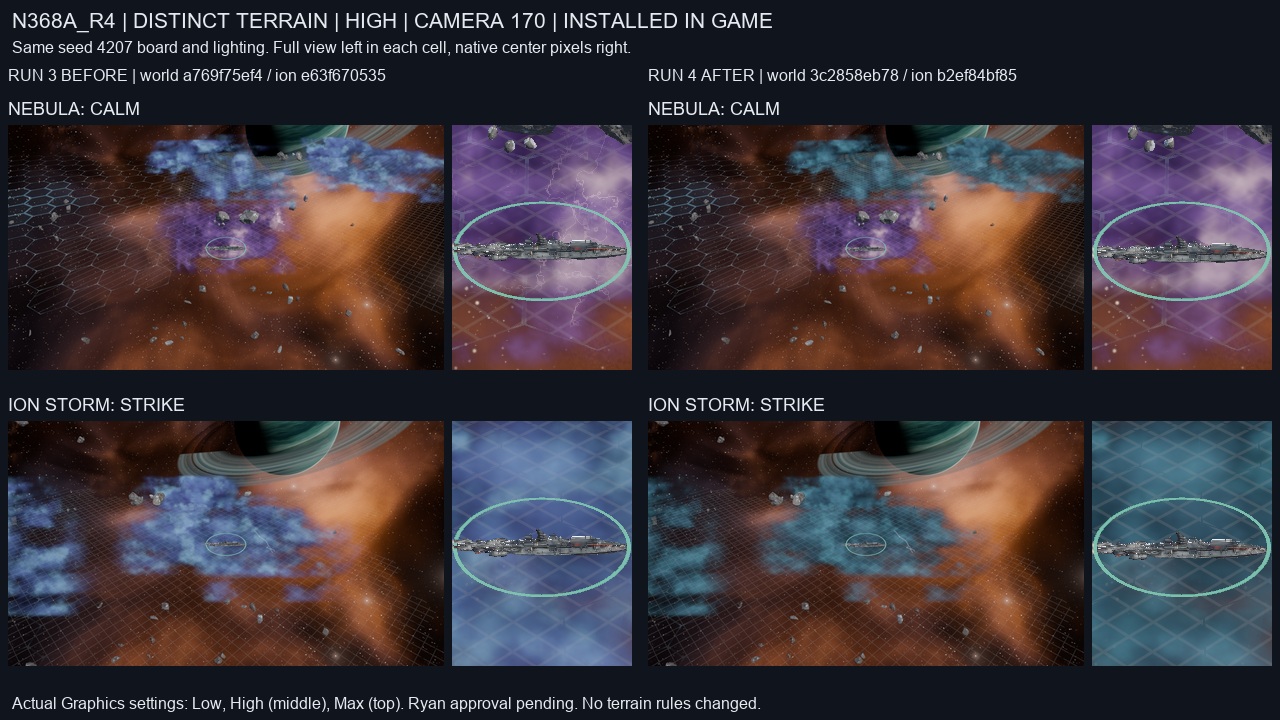 N368A_R4 | DISTINCT TERRAIN | HIGH | CAMERA 170 | INSTALLED IN GAME
Same seed 4207 board and lighting. Full view left in each cell, native center pixels right.
RUN 3 BEFORE | world a769f75ef4 / ion e63f670535
RUN 4 AFTER | world 3c2858eb78 / ion b2ef84bf85
NEBULA: CALM
NEBULA: CALM
ION STORM: STRIKE
ION STORM: STRIKE
Actual Graphics settings: Low, High (middle), Max (top). Ryan approval pending. No terrain rules changed.